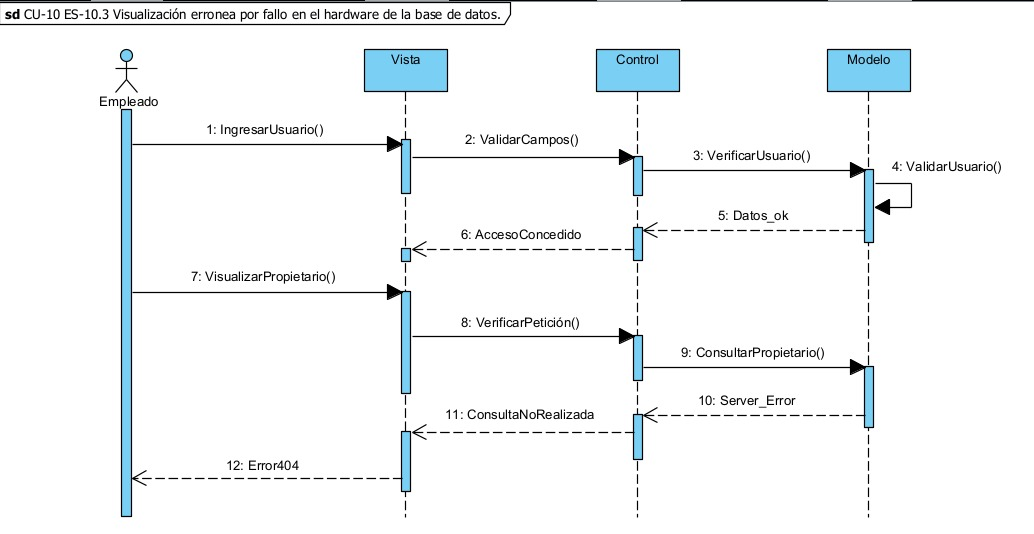 sd CU-10 ES-10.3 Visualización erronea por fallo en el hardware de la base de datos.
Empleado
Vista
Control
Modelo
1: IngresarUsuario()
2: ValidarCampos()
3: VerificarUsuario()
4: ValidarUsuario()
5: Datos_ok
6: AccesoConcedido
7: VisualizarPropietario()
8: VerificarPetición()
9: ConsultarPropietario()
10: Server_Error
11: ConsultaNoRealizada
12: Error404